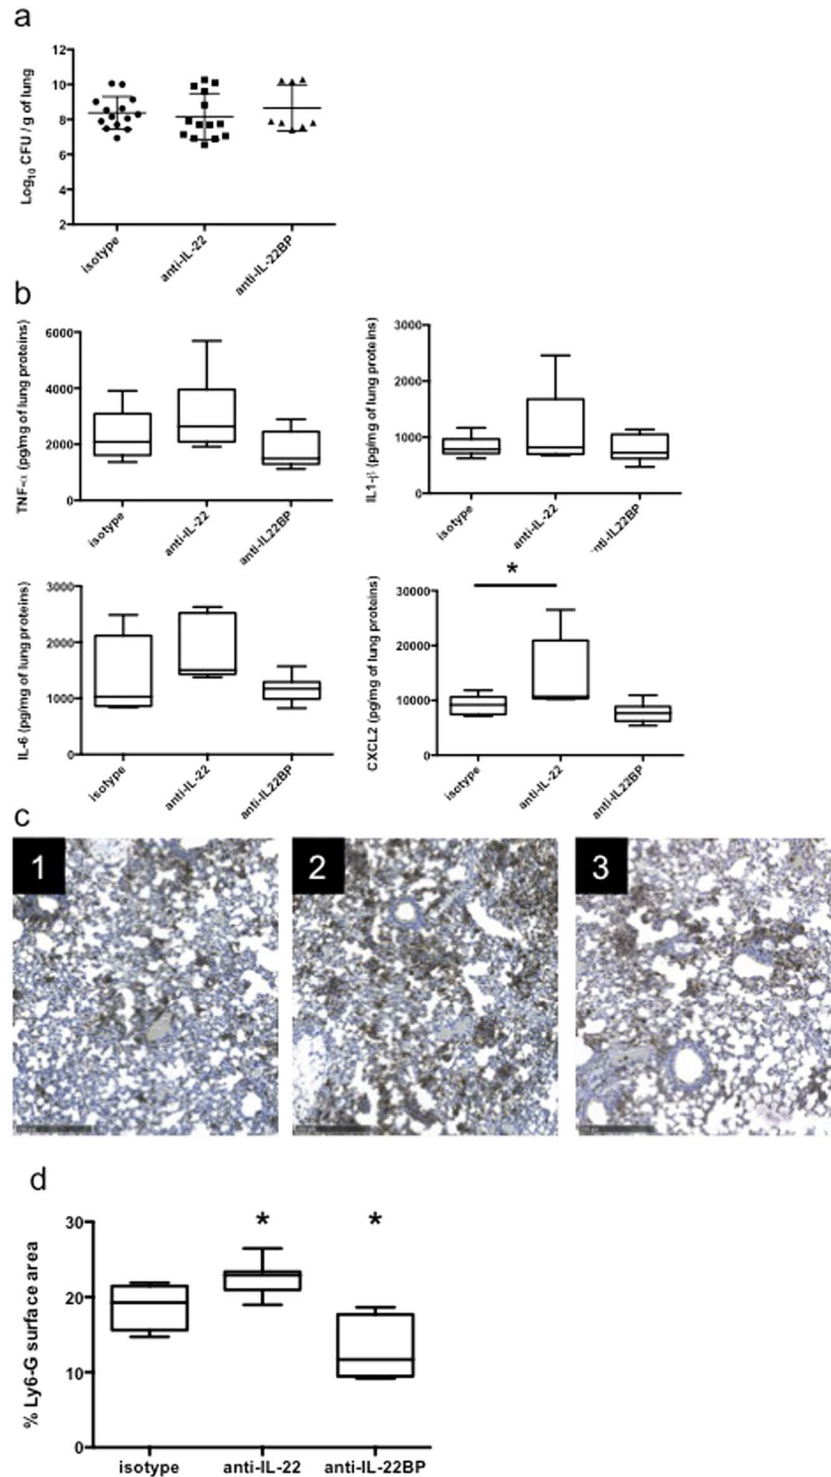 a
Log10 CFU / g of lung
12
10
8
6
4
2
isotype
anti-IL-22
anti-IL-22BP
b
TNF-α (pg/mg of lung proteins)
6000
4000
2000
0
isotype
anti-IL-22
anti-IL22BP
IL1-β (pg/mg of lung proteins)
3000
2000
1000
0
isotype
anti-IL-22
nti-IL22BP
IL-6 (pg/mg of lung proteins)
3000
2000
1000
0
isotype
anti-IL-22
anti-IL22BP
*
CXCL2 (pg/mg of lung proteins)
30000
20000
10000
0
isotype
anti-IL-22
anti-IL22BP
c
1
2
3
d
% Ly6-G surface area
30
20
10
0
*
*
isotype
anti-IL-22
anti-IL-22BP